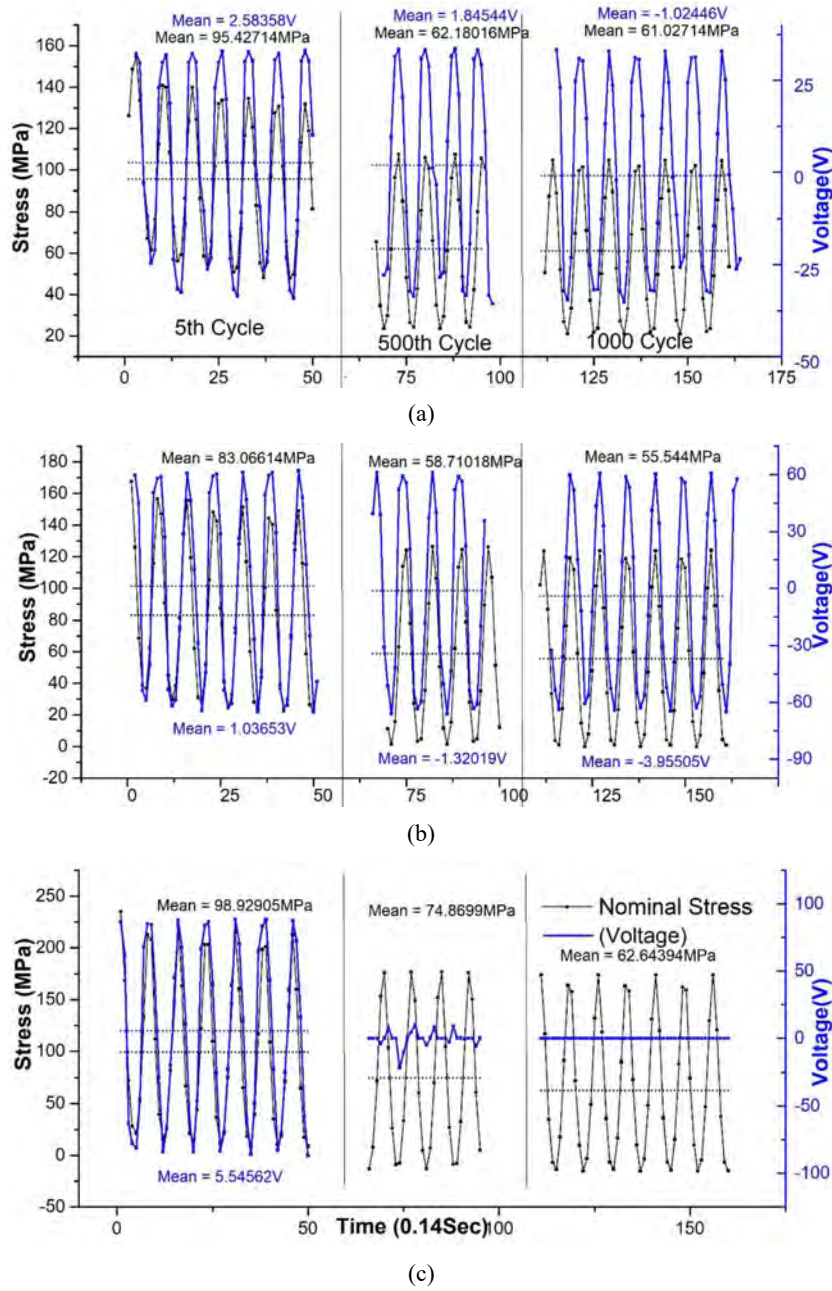 Mean = 2.58358V
Mean = 95.42714MPa
Mean = 1.84544V
Mean = 62.18016MPa
Mean = -1.02446V
Mean = 61.02714MPa
160
140
120
100
80
60
40
20
Stress (MPa)
25
0
-25
-50
Voltage(V)
5th Cycle
500th Cycle
1000 Cycle
0
25
50
75
100
125
150
175
(a)
Mean = 83.06614MPa
Mean = 58.71018MPa
Mean = 55.544MPa
180
160
140
120
100
80
60
40
20
0
-20
Stress (MPa)
60
30
0
-30
-60
-90
Voltage(V)
Mean = 1.03653V
Mean = -1.32019V
Mean = -3.95505V
0
25
50
75
100
125
150
175
(b)
Mean = 98.92905MPa
Mean = 74.8699MPa
Nominal Stress
(Voltage)
Mean = 62.64394MPa
250
200
150
100
50
0
-50
Stress (MPa)
100
50
0
-50
-100
Voltage(V)
Mean = 5.54562V
0
50
100
150
Time (0.14Sec)
(c)